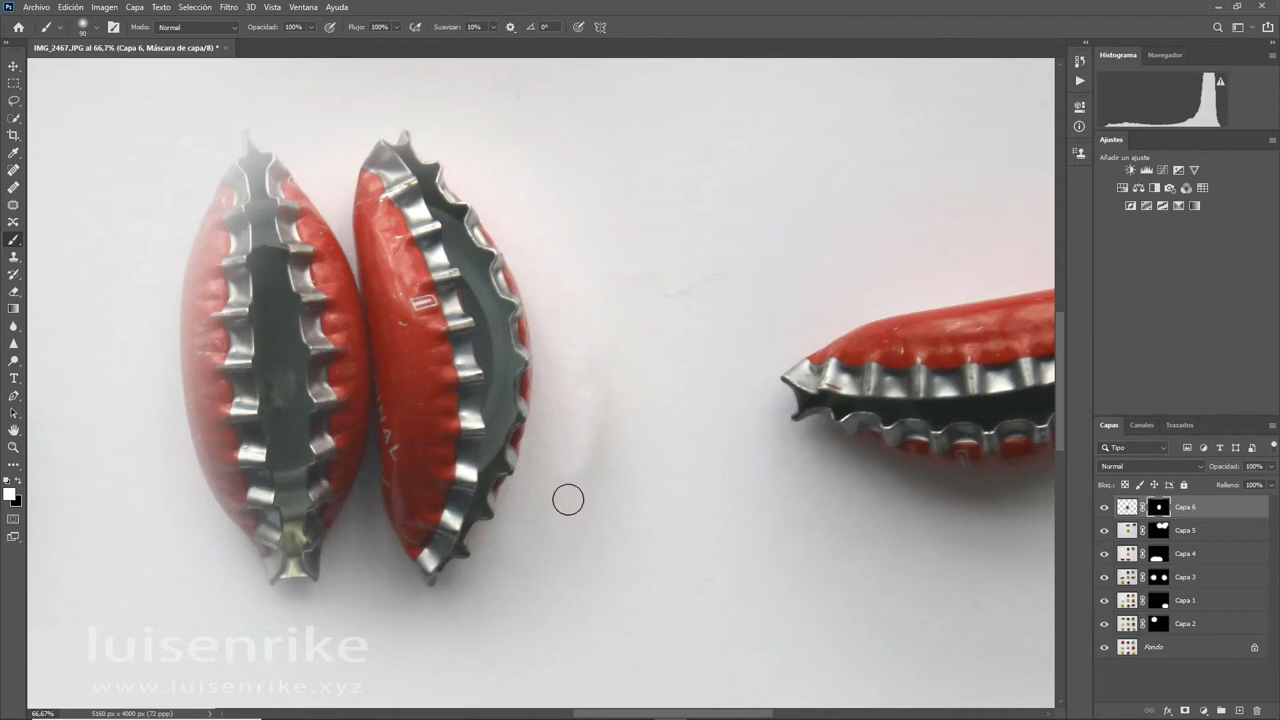 Archivo Edición Imagen Capa Texto Selección Filtro 3D Vista Ventana Ayuda
90 Modo: Normal Opacidad: 100% Flujo: 100% Suavizar: 10% 0°
IMG_2467.JPG al 66,7% (Capa 6, Máscara de capa/8) *
Histograma Navegador
Ajustes
Añadir un ajuste
Capas Canales Trazados
Tipo
Normal Opacidad: 100%
Bloq.: Relleno: 100%
Capa 6
Capa 5
Capa 4
Capa 3
Capa 1
Capa 2
Fondo
luisenrike
www.luisenrike.xyz
66,67% 5160 px x 4000 px (72 ppp)